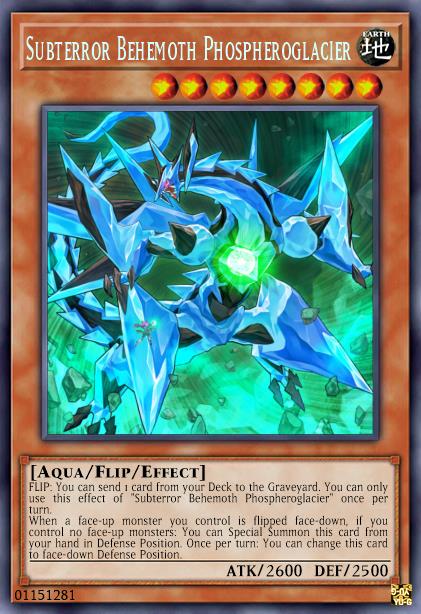 SUBTERROR BEHEMOTH PHOSPHEROGLACIER
EARTH
地
[AQUA/FLIP/EFFECT]
FLIP: You can send 1 card from your Deck to the Graveyard. You can only
use this effect of "Subterror Behemoth Phospheroglacier" once per
turn.
When a face-up monster you control is flipped face-down, if you
control no face-up monsters: You can Special Summon this card from
your hand in Defense Position. Once per turn: You can change this card
to face-down Defense Position.
ATK/2600 DEF/2500
01151281